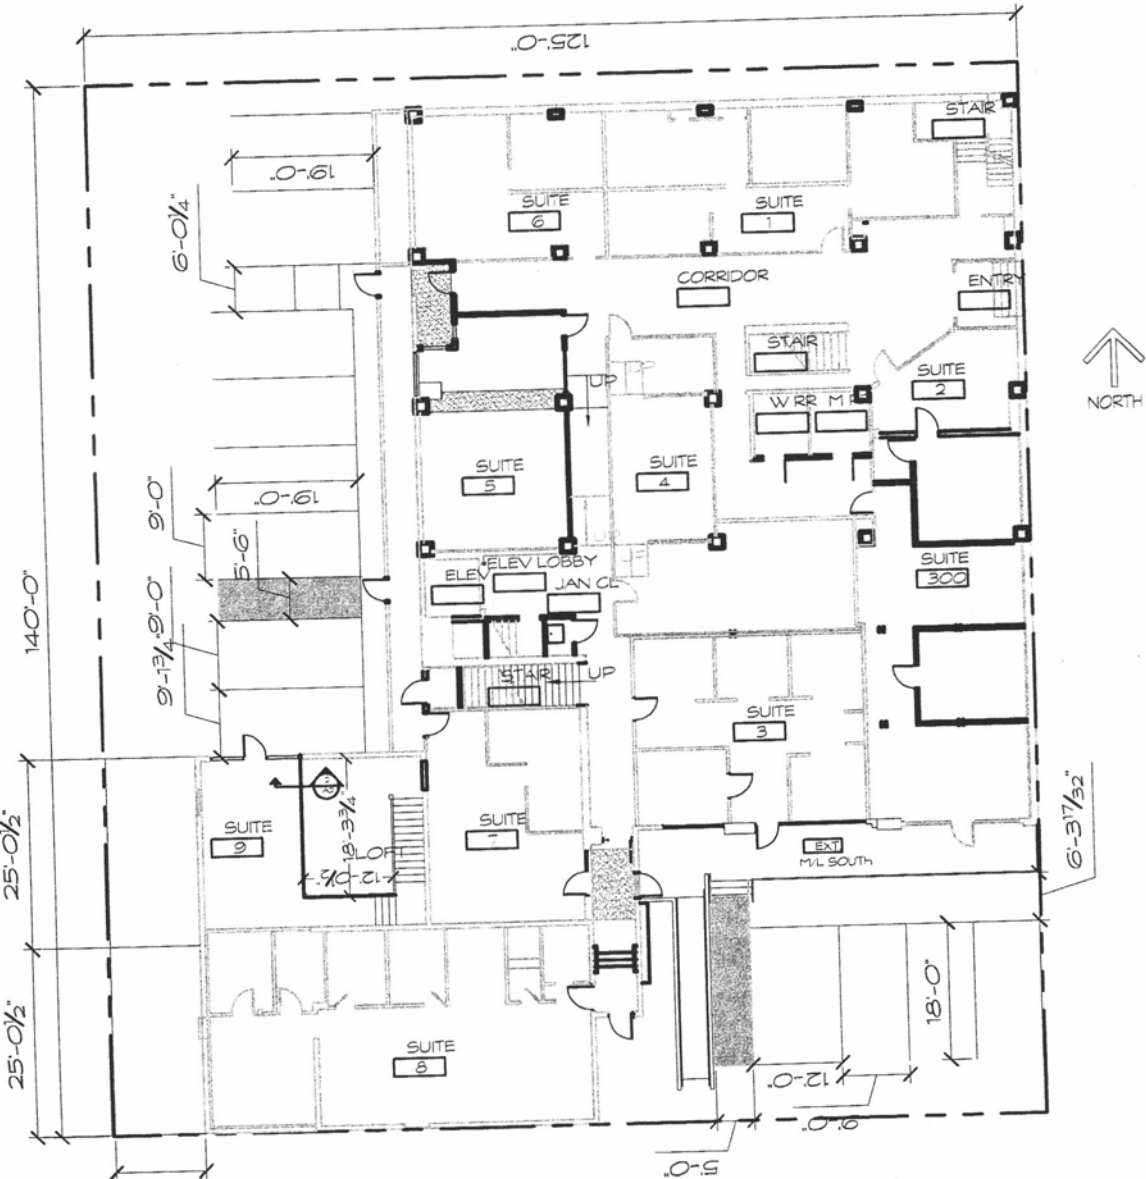 125'-0"
STAIR
19'-0"
6'-0¼"
SUITE
6
SUITE
1
CORRIDOR
ENTRY
STAIR
UP
SUITE
2
NORTH
W RR
M R
SUITE
5
SUITE
4
19'-0"
9'-0"
5'-6"
140'-0"
ELEV LOBBY
ELEV
JAN CL
SUITE
300
9'-0"
9'-1¾"
STAIR
UP
SUITE
3
25'-0½"
18'-3¾"
SUITE
9
LOFT
12'-0½"
SUITE
7
EXT
M/L SOUTH
6'-3 17/32"
18'-0"
25'-0½"
SUITE
8
12'-0"
9'-0"
5'-0"